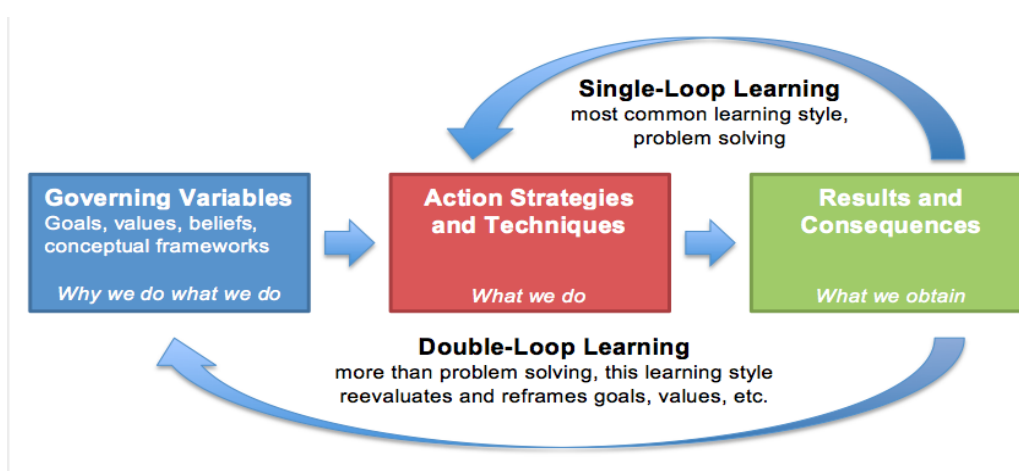 Single-Loop Learning
most common learning style,
problem solving
Governing Variables
Goals, values, beliefs,
conceptual frameworks
Why we do what we do
Action Strategies
and Techniques
What we do
Results and
Consequences
What we obtain
Double-Loop Learning
more than problem solving, this learning style
reevaluates and reframes goals, values, etc.